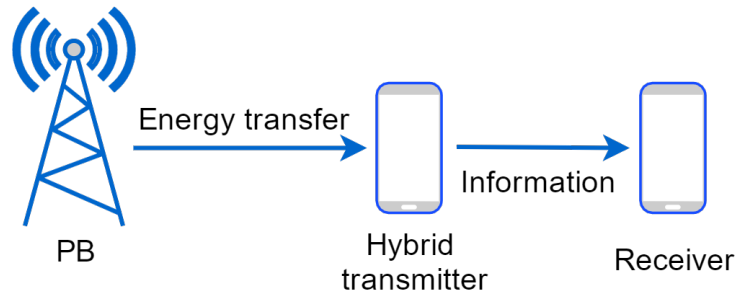 Energy transfer
Information
PB
Hybrid
transmitter
Receiver